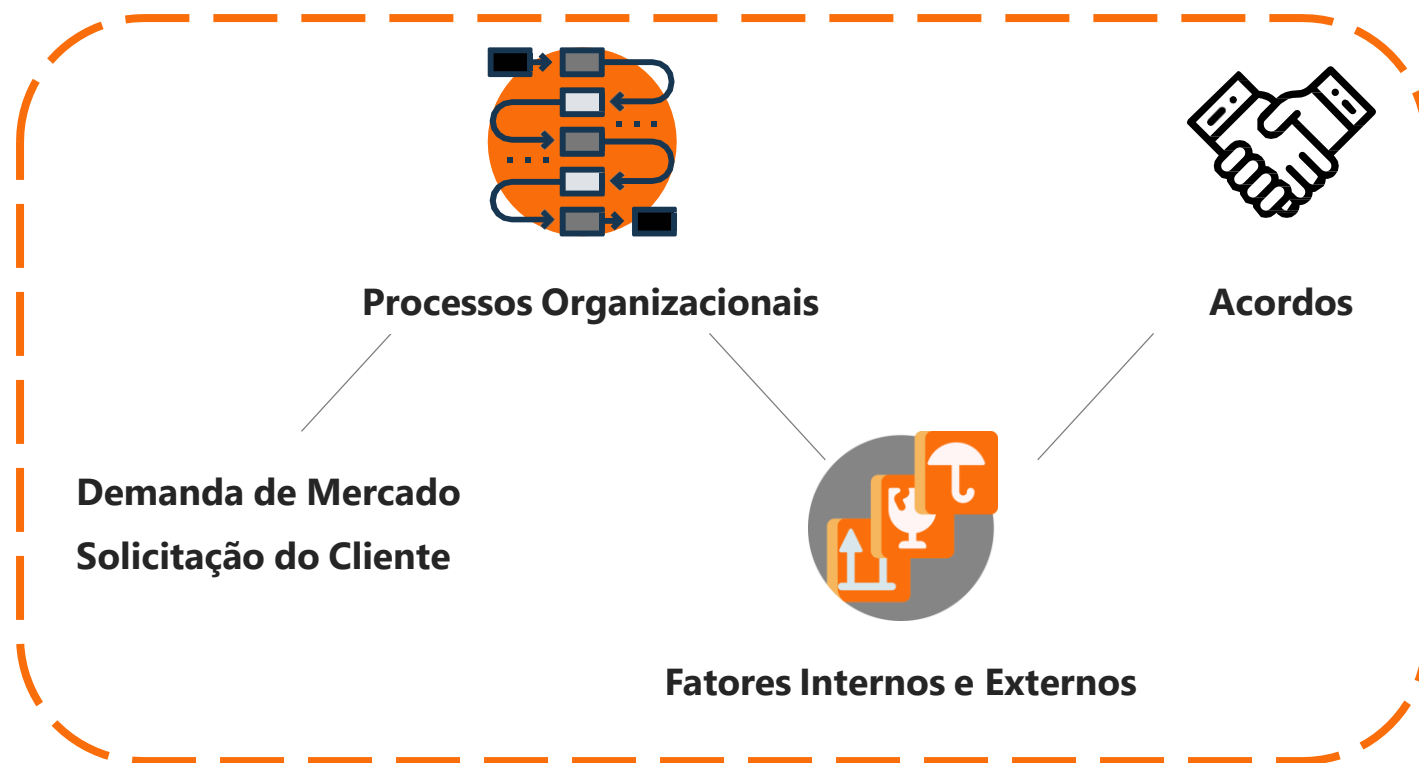 Processos Organizacionais
Acordos
Demanda de Mercado
Solicitação do Cliente
Fatores Internos e Externos